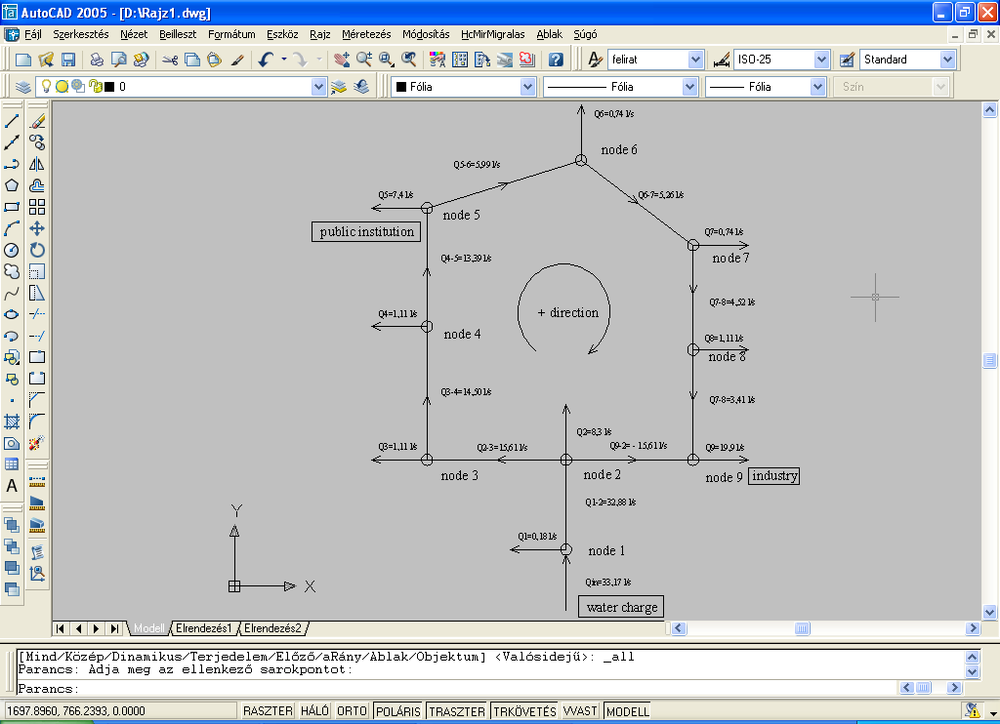 AutoCAD 2005 - [D:\Rajz1.dwg]
Fájl Szerkesztés Nézet Beilleszt Formátum Eszköz Rajz Méretezés Módosítás HcMirMigralas Ablak Súgó
felirat ISO-25 Standard
0 Fólia Fólia Fólia Szín
Q6=0,74 l/s
node 6
Q5-6=5,99 l/s
Q5=7,4 l/s
Q6-7=5,26 l/s
node 5
public institution
Q7=0,74 l/s
node 7
Q4-5=13,39 l/s
Q7-8=4,52 l/s
+ direction
Q4=1,11 l/s
node 4
Q8=1,11 l/s
node 8
Q3-4=14,50 l/s
Q7-8=3,41 l/s
Q2=8,3 l/s
Q3=1,11 l/s
Q2-3=15,61 l/s
Q9-2= - 15,61 l/s
Q9=19,9 l/s
node 3
node 2
node 9
industry
Q1-2=32,88 l/s
Q1=0,18 l/s
node 1
Qin=33,17 l/s
water charge
Y
X
Modell Elrendezés1 Elrendezés2
[Mind/Közép/Dinamikus/Terjedelem/Előző/aRány/Ablak/Objektum] <Valósidejű>: _all
Parancs: Adja meg az ellenkező sarokpontot:
Parancs:
1697.8960, 766.2393, 0.0000 RASZTER HÁLÓ ORTO POLÁRIS TRASZTER TRKÖVETÉS VVAST MODELL